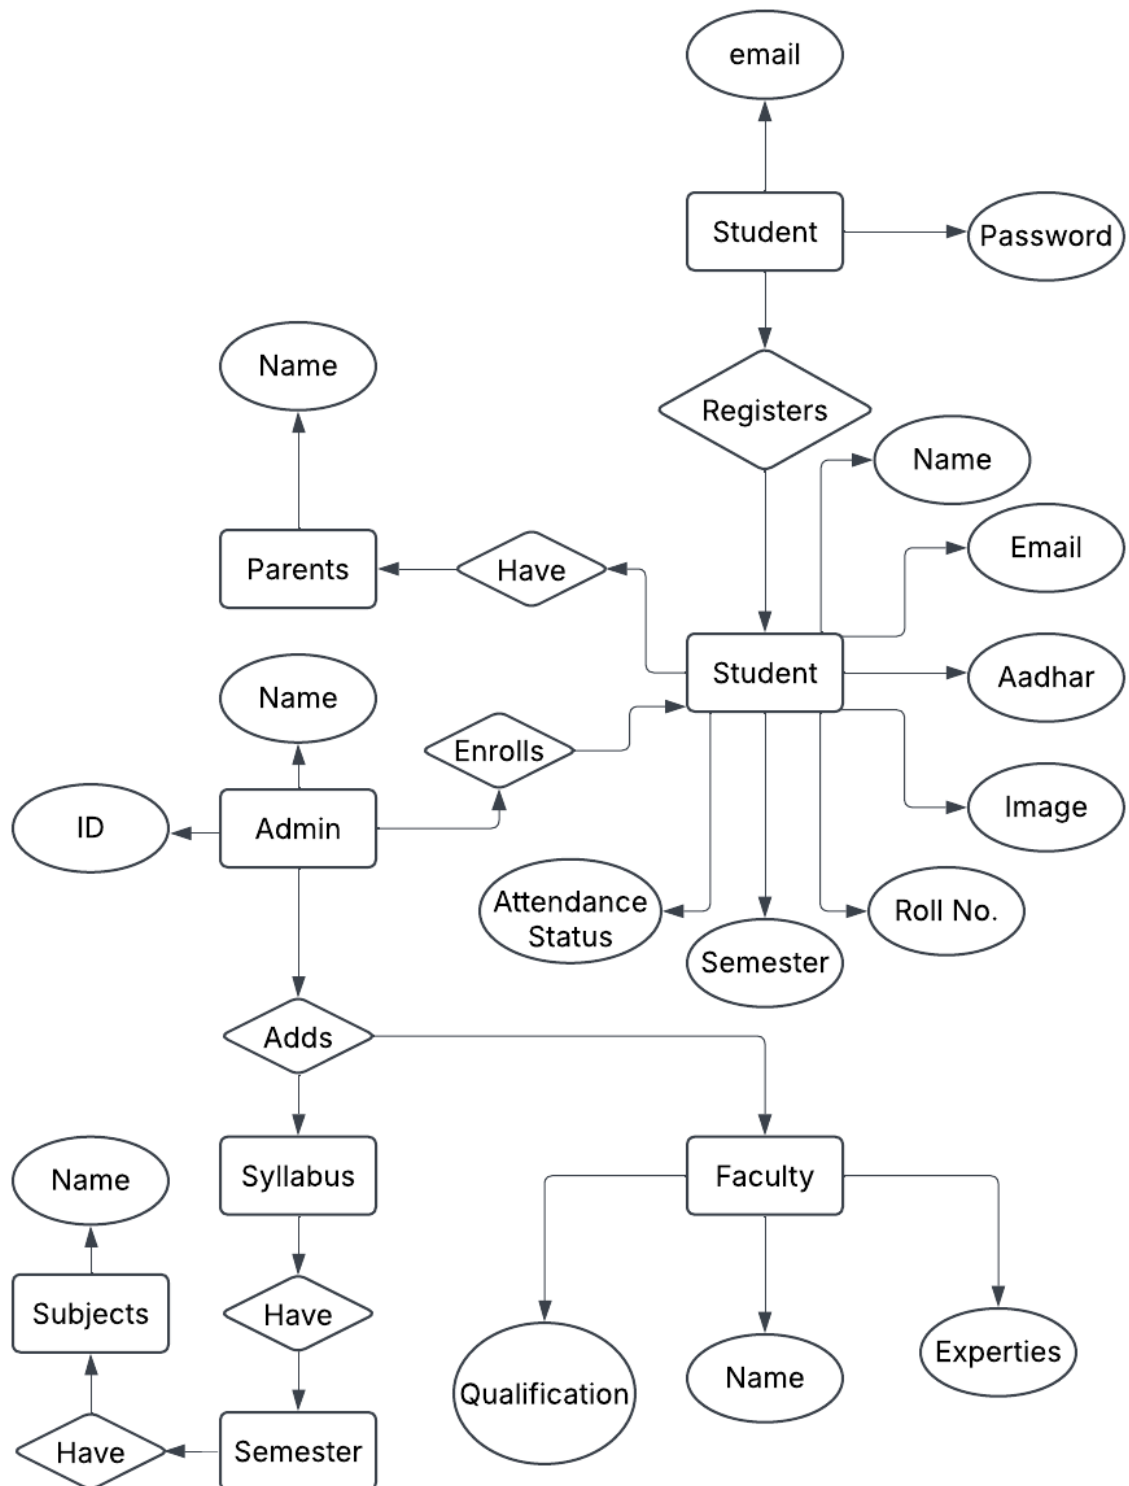 email
Student
Password
Name
Registers
Name
Email
Parents
Have
Student
Aadhar
Name
Enrolls
ID
Admin
Image
Attendance
Status
Roll No.
Semester
Adds
Name
Syllabus
Faculty
Subjects
Have
Experties
Name
Qualification
Have
Semester